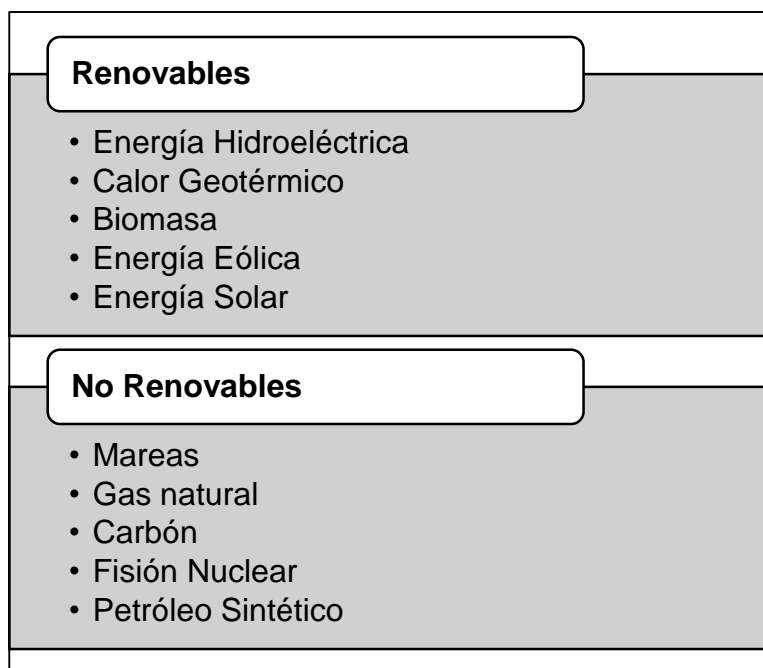 Renovables
• Energía Hidroeléctrica
• Calor Geotérmico
• Biomasa
• Energía Eólica
• Energía Solar
No Renovables
• Mareas
• Gas natural
• Carbón
• Fisión Nuclear
• Petróleo Sintético